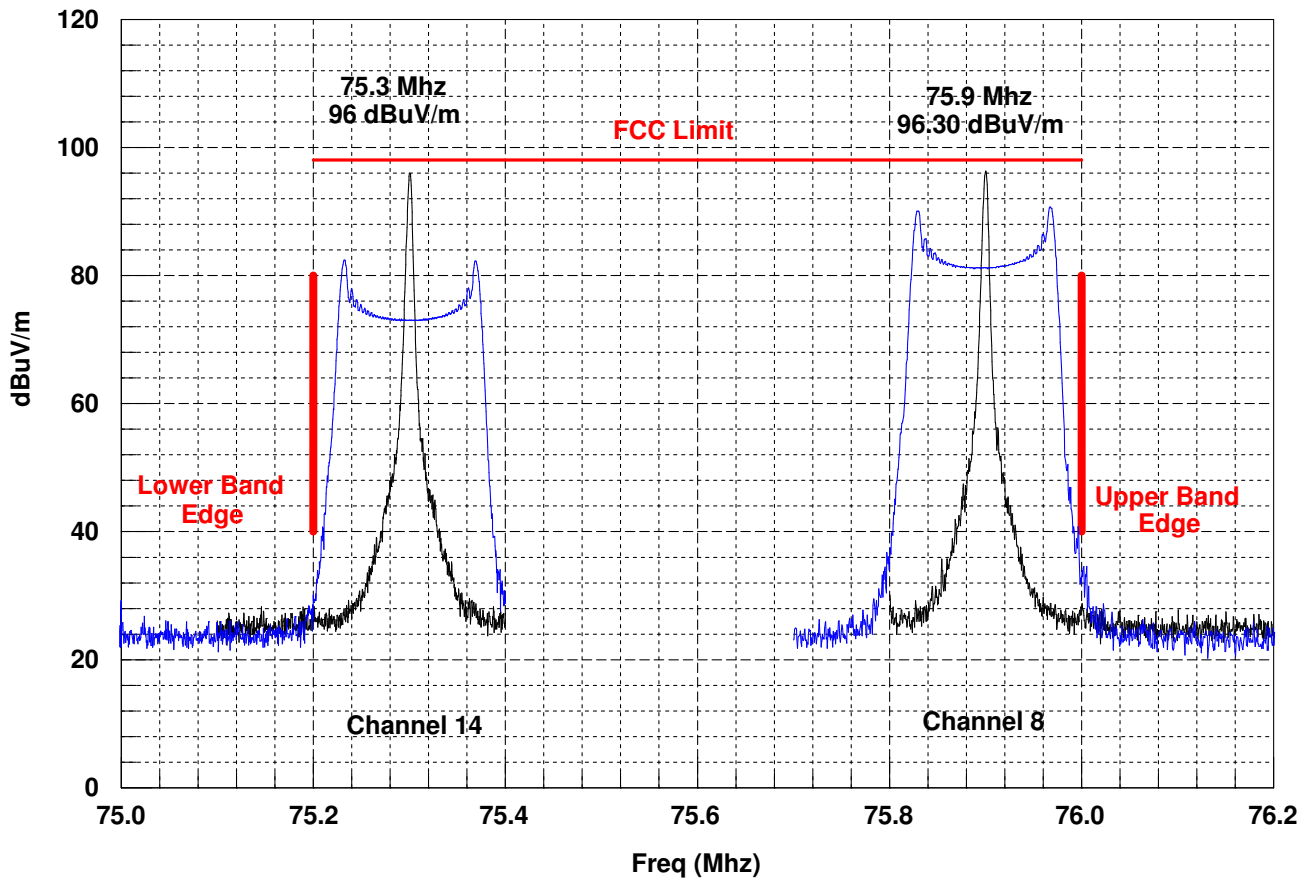 120
100
80
60
40
20
0
dBuV/m
75.3 Mhz
96 dBuV/m
75.9 Mhz
96.30 dBuV/m
FCC Limit
Lower Band
Edge
Upper Band
Edge
Channel 14
Channel 8
75.0 75.2 75.4 75.6 75.8 76.0 76.2
Freq (Mhz)